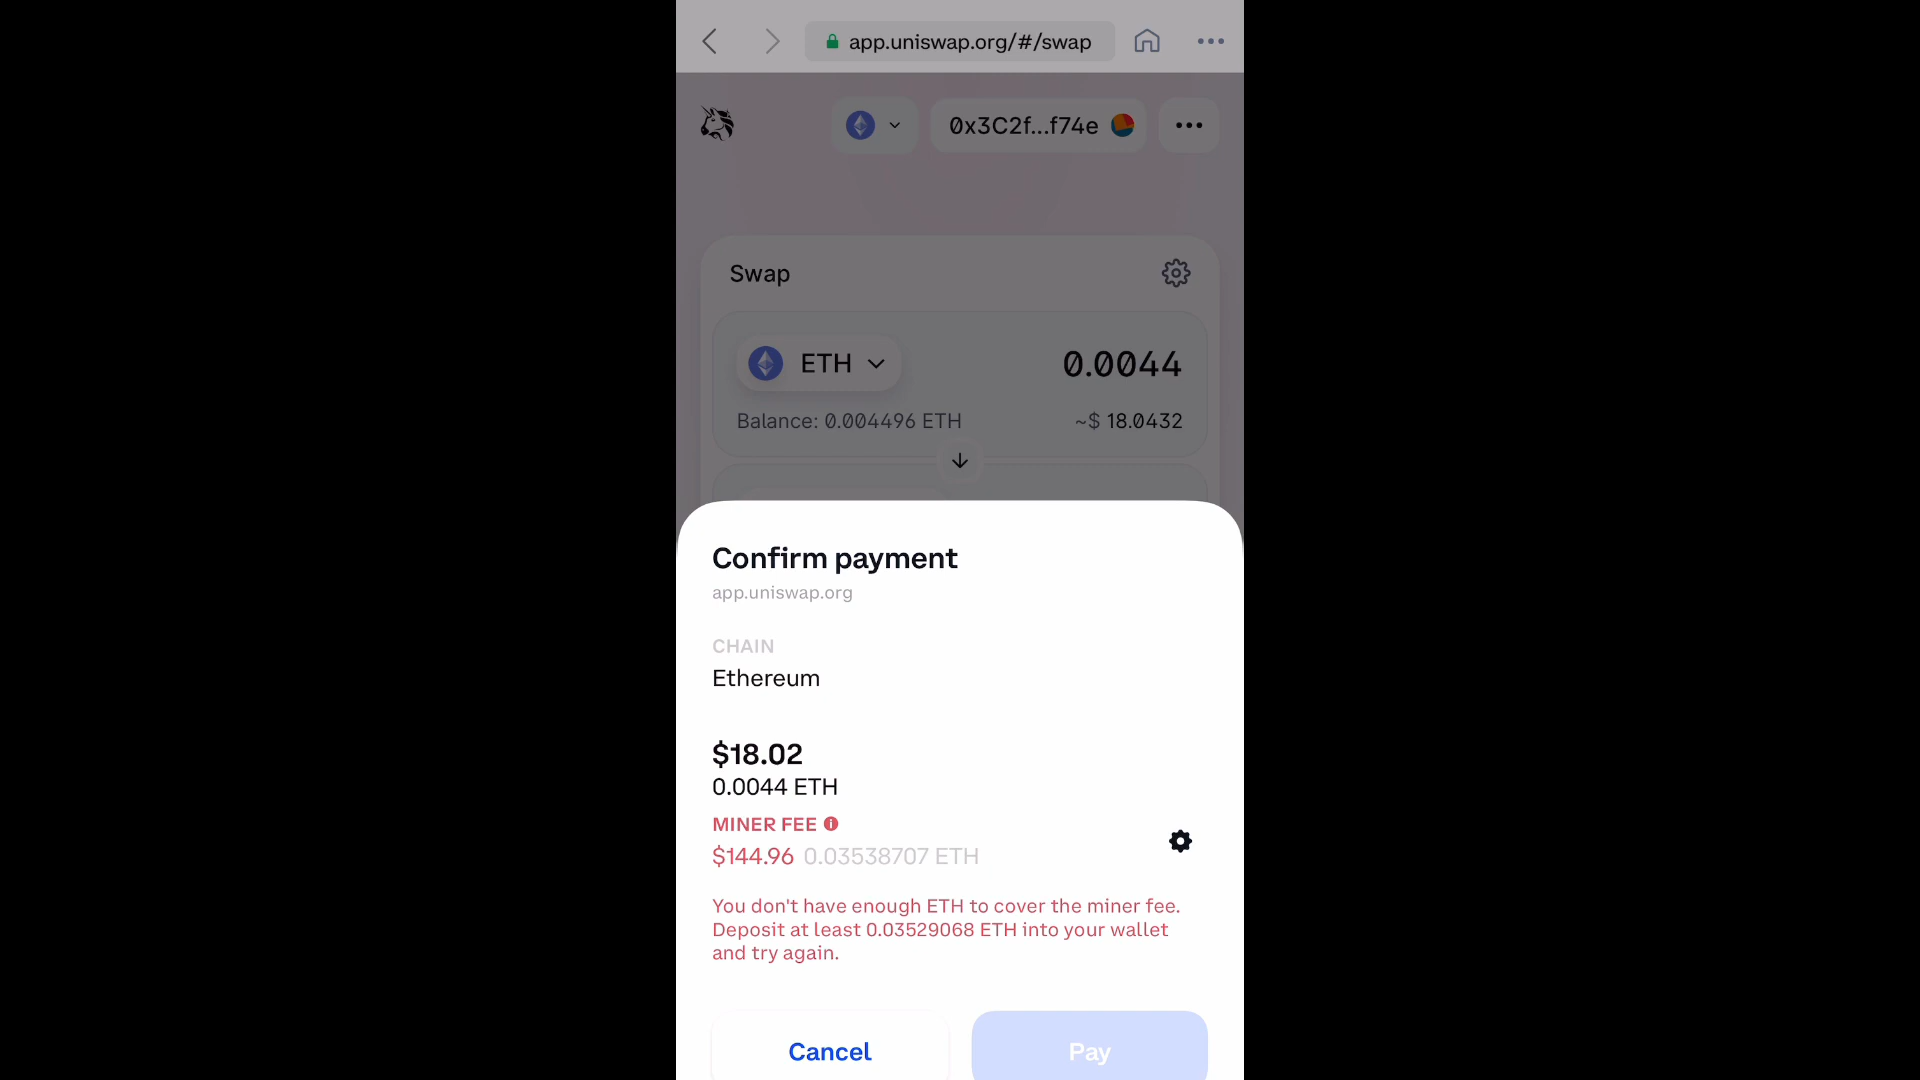 app.uniswap.org/#/swap
0x3C2f...f74e
Swap
ETH 0.0044
Balance: 0.004496 ETH ~$ 18.0432
Confirm payment
app.uniswap.org
CHAIN
Ethereum
$18.02
0.0044 ETH
MINER FEE
$144.96 0.03538707 ETH
You don't have enough ETH to cover the miner fee.
Deposit at least 0.03529068 ETH into your wallet
and try again.
Cancel Pay